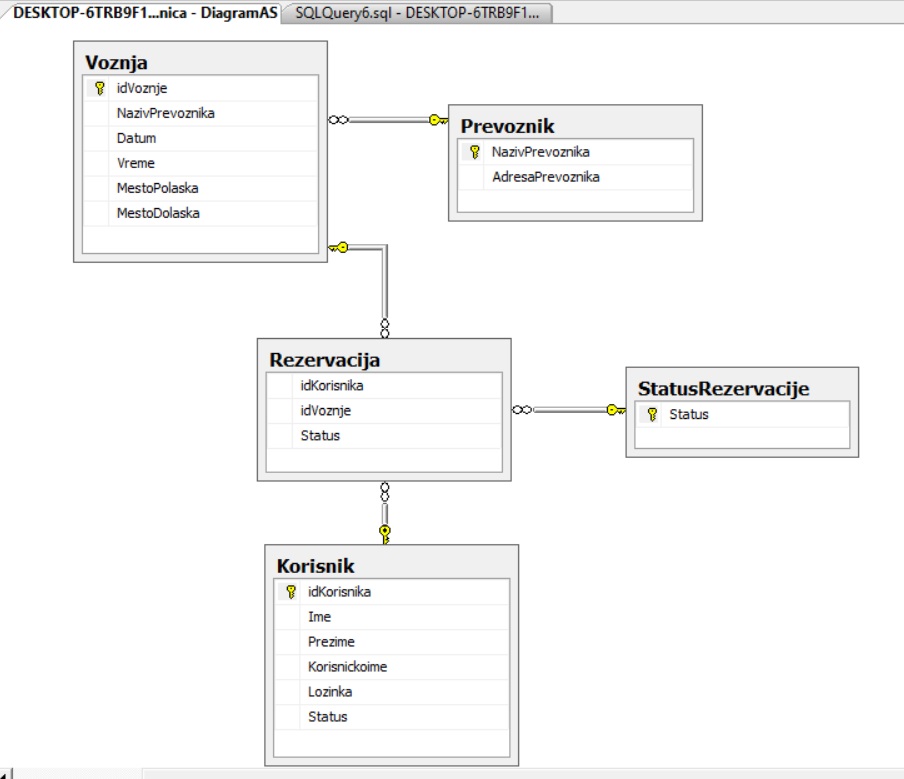 DESKTOP-6TRB9F1...nica - DiagramAS
SQLQuery6.sql - DESKTOP-6TRB9F1...
Voznja
idVoznje
NazivPrevoznika
Datum
Vreme
MestoPolaska
MestoDolaska
Prevoznik
NazivPrevoznika
AdresaPrevoznika
Rezervacija
idKorisnika
idVoznje
Status
StatusRezervacije
Status
Korisnik
idKorisnika
Ime
Prezime
Korisnickoime
Lozinka
Status